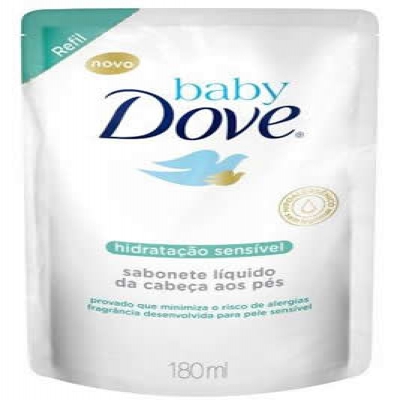 Refil
novo
baby
Dove
hidratação sensível
sabonete líquido
da cabeça aos pés
provado que minimiza o risco de alergias
fragrância desenvolvida para pele sensível
180ml